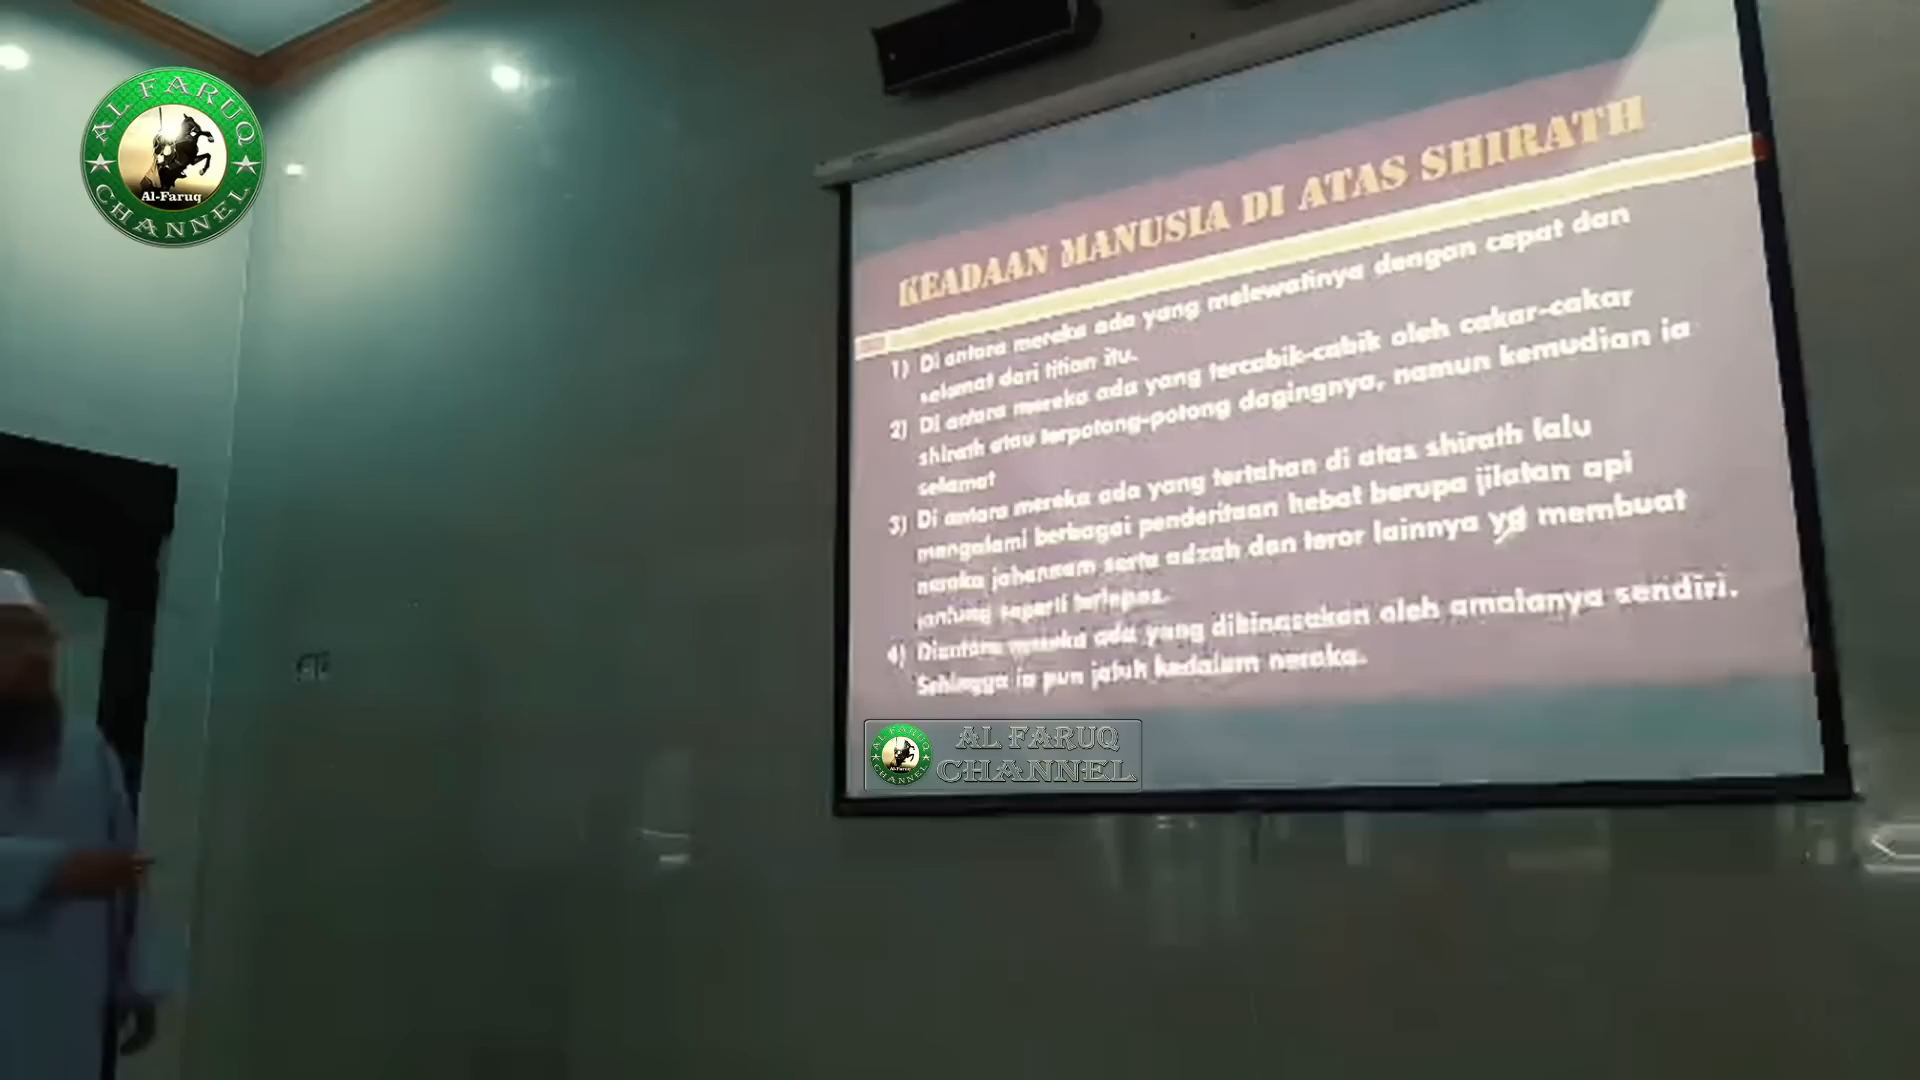 AL FARUQ
Al-Faruq
CHANNEL
KEADAAN MANUSIA DI ATAS SHIRATH
1) Di antara mereka ada yang melewatinya dengan cepat dan
selamat dari titian itu.
2) Di antara mereka ada yang tercabik-cabik oleh cakar-cakar
shirath atau terpotong-potong dagingnya, namun kemudian ia
selamat
3) Di antara mereka ada yang tertahan di atas shirath lalu
mengalami berbagai penderitaan hebat berupa jilatan api
neraka jahannam serta adzab dan teror lainnya yg membuat
jantung seperti terlepas.
4) Diantara mereka ada yang dibinasakan oleh amalanya sendiri.
Sehingga ia pun jatuh kedalam neraka.
AL FARUQ
CHANNEL